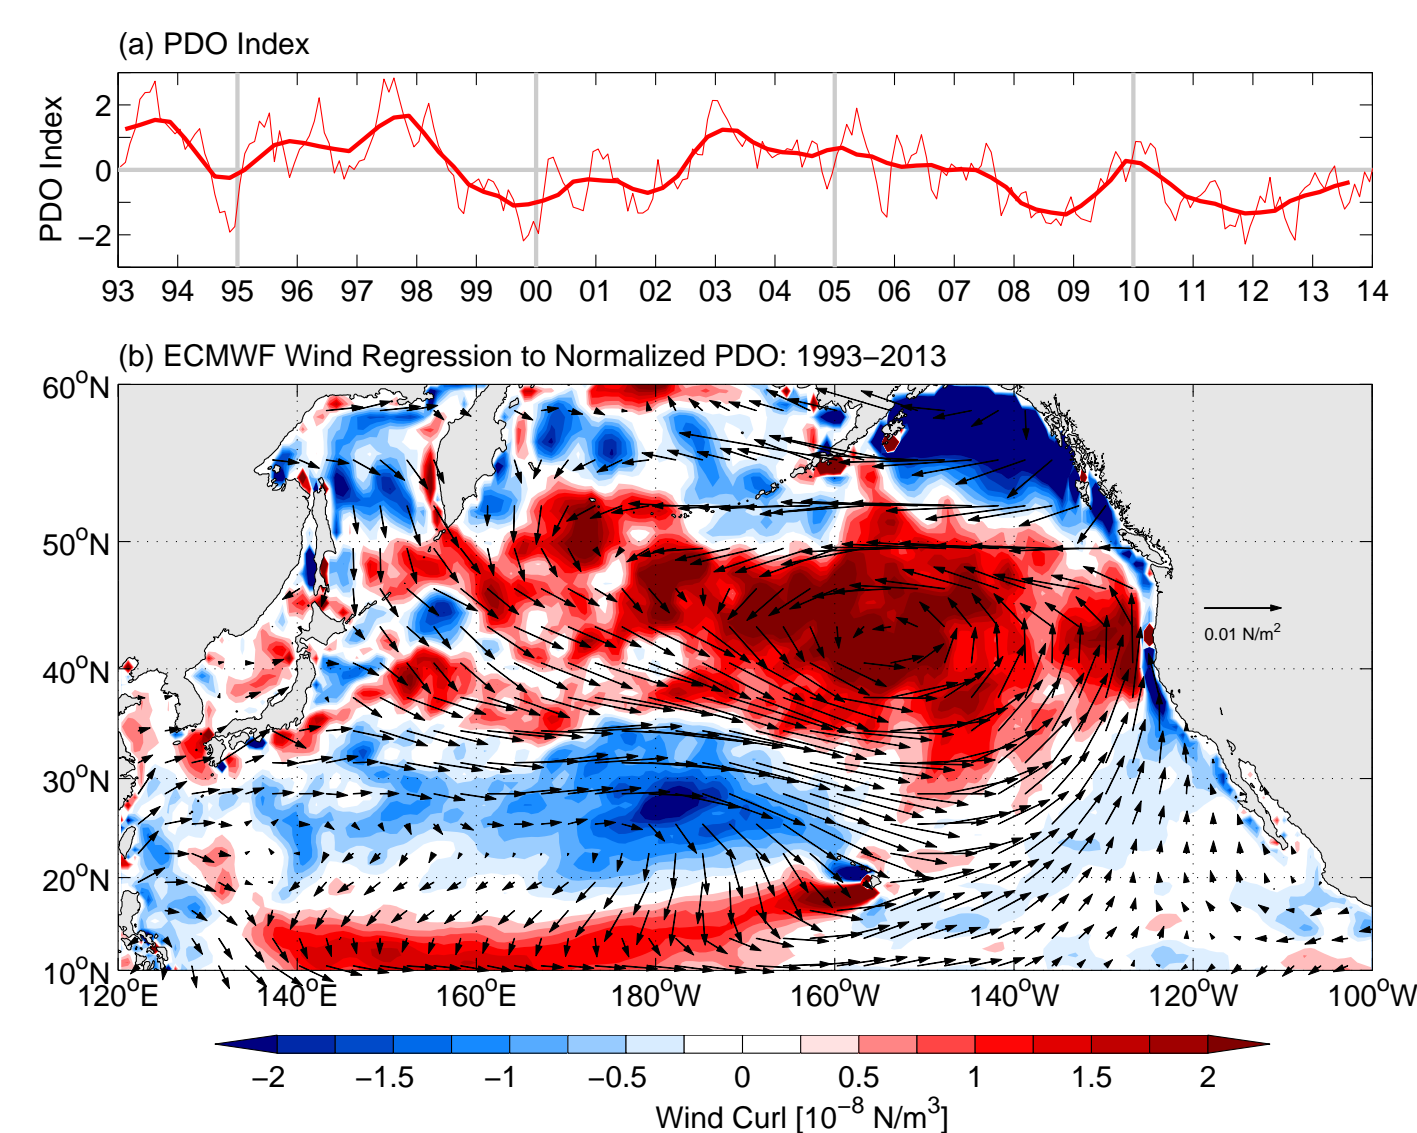 (a) PDO Index
PDO Index
2
0
−2
93 94 95 96 97 98 99 00 01 02 03 04 05 06 07 08 09 10 11 12 13 14
(b) ECMWF Wind Regression to Normalized PDO: 1993−2013
60°N
50°N
40°N
30°N
20°N
10°N
0.01 N/m²
120°E 140°E 160°E 180°W 160°W 140°W 120°W 100°W
−2 −1.5 −1 −0.5 0 0.5 1 1.5 2
Wind Curl [10⁻⁸ N/m³]